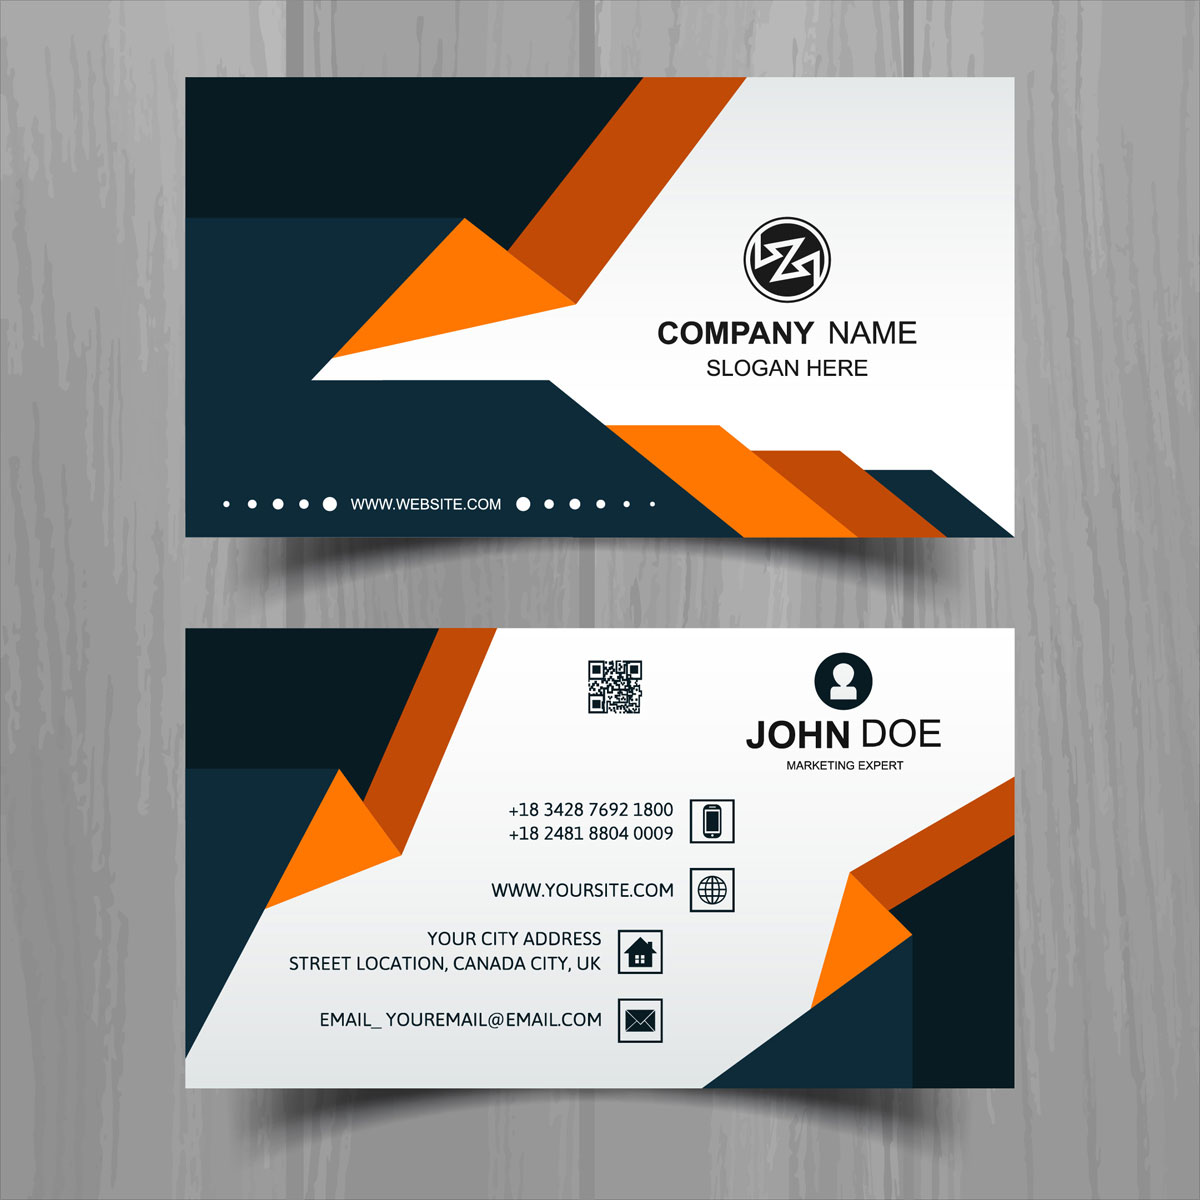 COMPANY NAME
SLOGAN HERE
WWW.WEBSITE.COM
JOHN DOE
MARKETING EXPERT
+18 3428 7692 1800
+18 2481 8804 0009
WWW.YOURSITE.COM
YOUR CITY ADDRESS
STREET LOCATION, CANADA CITY, UK
EMAIL_ YOUREMAIL@EMAIL.COM